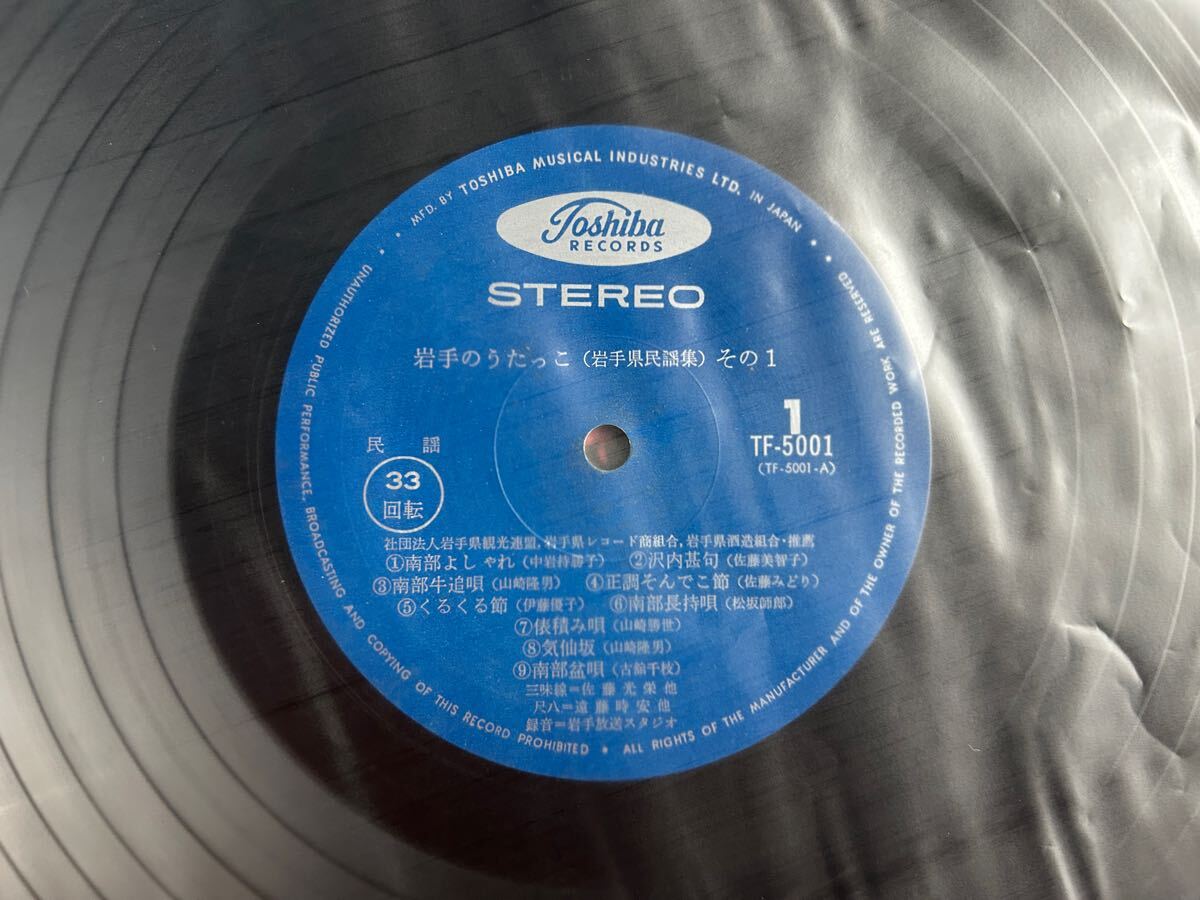 MFD. BY TOSHIBA MUSICAL INDUSTRIES LTD. IN JAPAN
Toshiba
RECORDS
STEREO
岩手のうたっこ(岩手県民謡集)その1
民謡
33
回転
1
TF-5001
(TF-5001-A)
社団法人岩手県観光連盟,岩手県レコード商組合,岩手県酒造組合・推薦
①南部よしゃれ(中岩持勝子) ②沢内甚句(佐藤美智子)
③南部牛追唄(山崎隆男) ④正調そんでこ節(佐藤みどり)
⑤くるくる節(伊藤優子) ⑥南部長持唄(松坂師郎)
⑦俵積み唄(山崎勝世)
⑧気仙坂(山崎隆男)
⑨南部盆唄(古舘千枝)
三味線=佐藤光栄他
尺八=遠藤時安他
録音=岩手放送スタジオ
UNAUTHORIZED PUBLIC PERFORMANCE, BROADCASTING AND COPYING OF THIS RECORD PROHIBITED • ALL RIGHTS OF THE MANUFACTURER AND OF THE OWNER OF THE RECORDED WORK ARE RESERVED